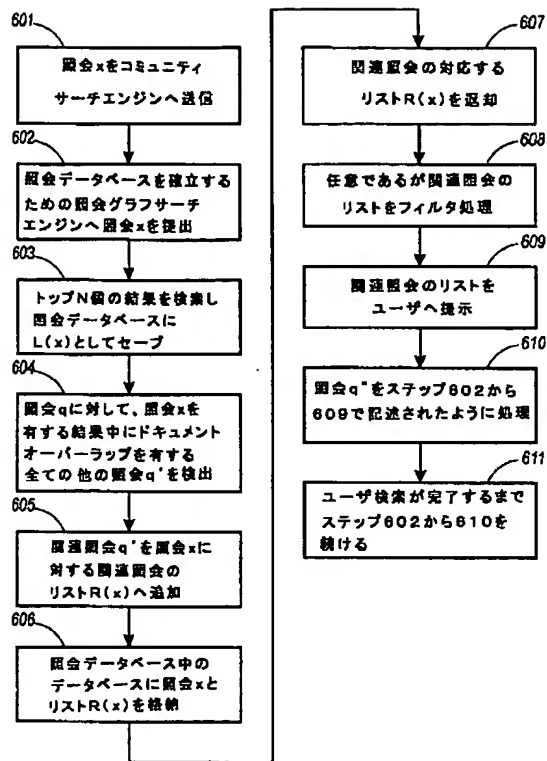 601
照会xをコミュニティ
サーチエンジンへ送信
602
照会データベースを確立する
ための照会グラフサーチ
エンジンへ照会xを提出
603
トップN個の結果を検索し
照会データベースに
L(x)としてセーブ
604
照会qに対して、照会xを
有する結果中にドキュメント
オーバーラップを有する
全ての他の照会q'を検出
605
関連照会q'を照会xに
対する関連照会の
リストR(x)へ追加
606
照会データベース中の
データベースに照会xと
リストR(x)を格納
607
関連照会の対応する
リストR(x)を返却
608
任意であるが関連照会の
リストをフィルタ処理
609
関連照会のリストを
ユーザへ提示
610
照会q"をステップ602から
609で記述されたように処理
611
ユーザ検索が完了するまで
ステップ602から610を
続ける